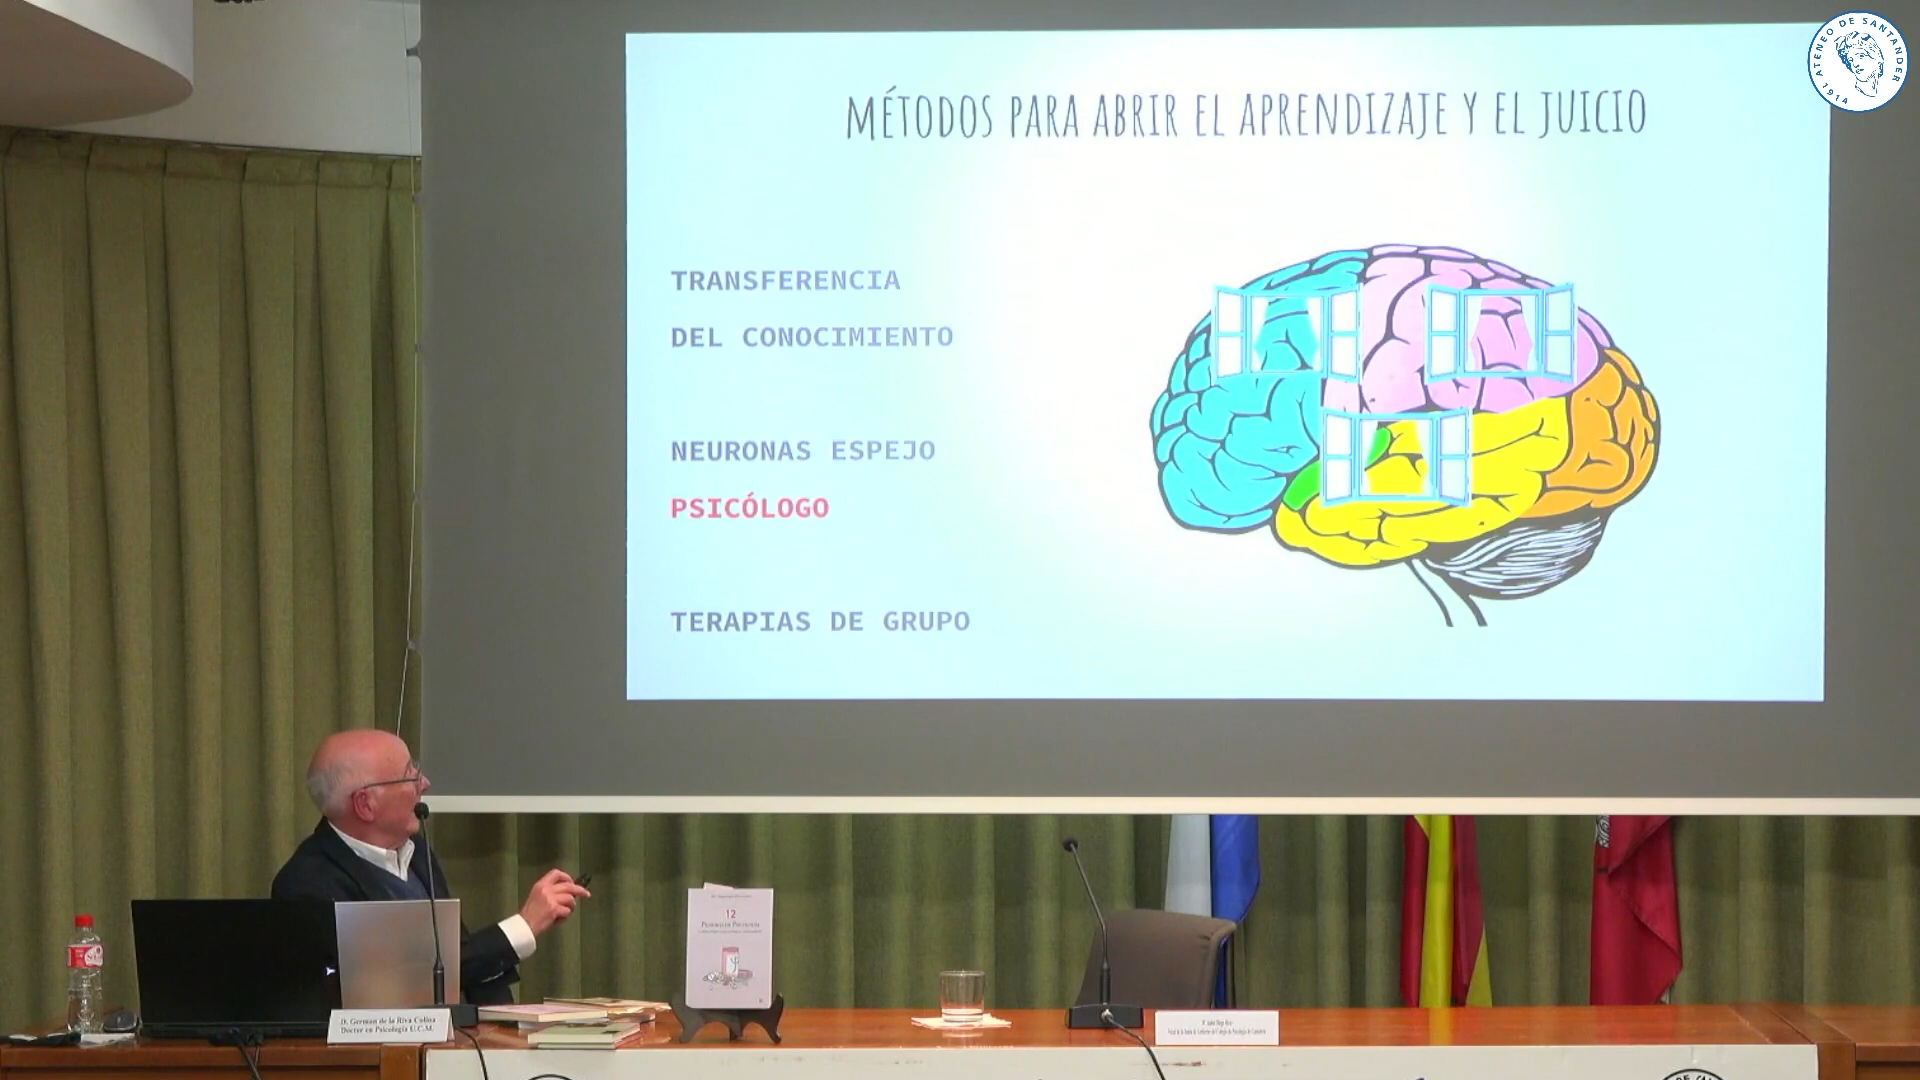 ATENEO DE SANTANDER
1914
MÉTODOS PARA ABRIR EL APRENDIZAJE Y EL JUICIO
TRANSFERENCIA
DEL CONOCIMIENTO
NEURONAS ESPEJO
PSICÓLOGO
TERAPIAS DE GRUPO
12
D. German de la Riva Colina
Doctor en Psicología U.C.M.